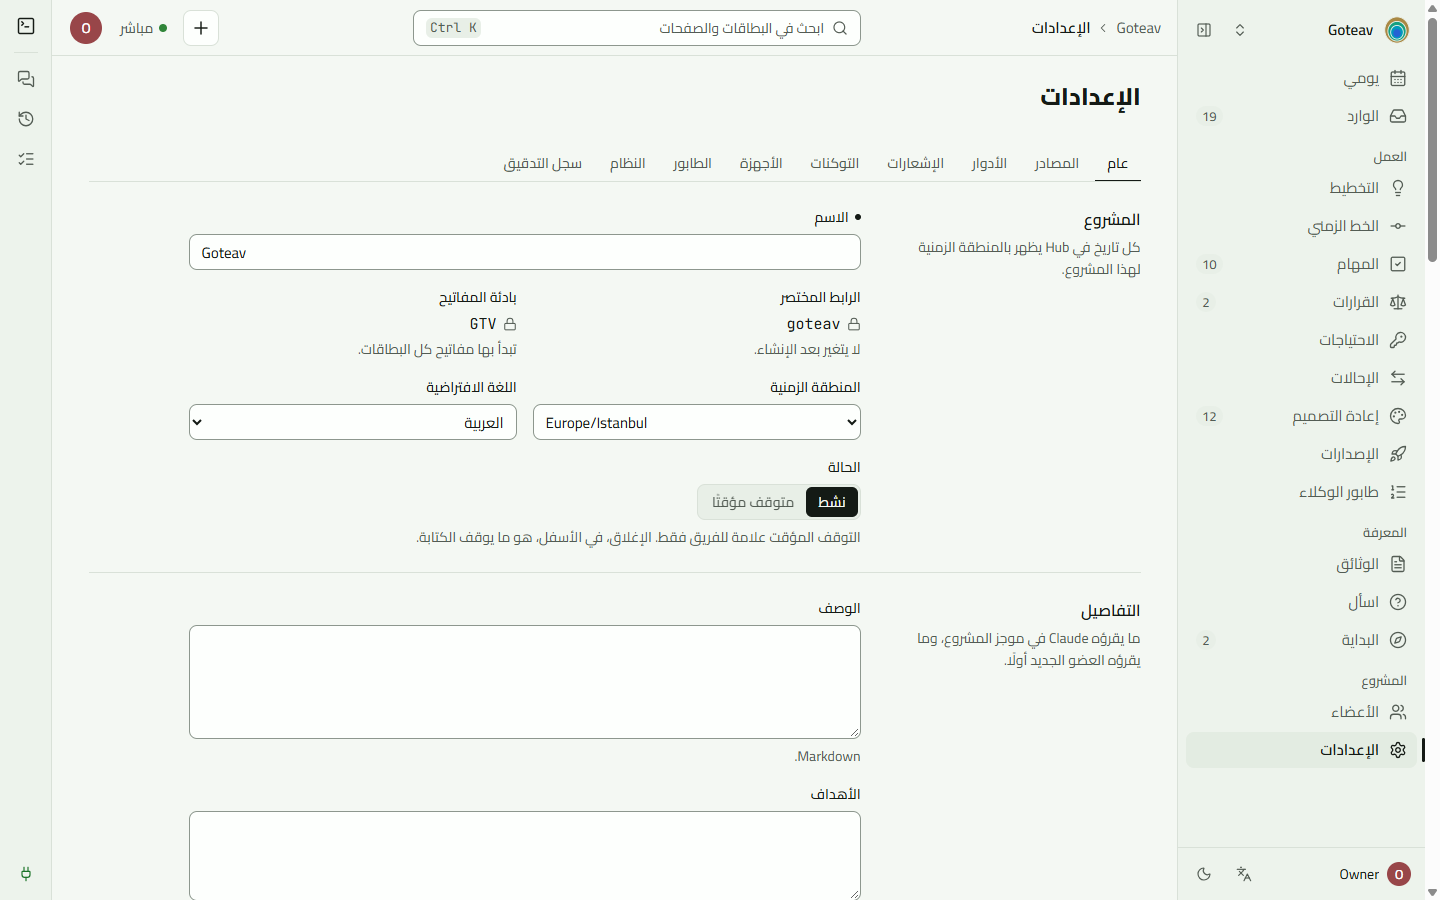 Goteav
يومي
الوارد
19
العمل
التخطيط
الخط الزمني
المهام
10
القرارات
2
الاحتياجات
الإحالات
إعادة التصميم
12
الإصدارات
طابور الوكلاء
المعرفة
الوثائق
اسأل
البداية
2
المشروع
الأعضاء
الإعدادات
O Owner
Goteav › الإعدادات
ابحث في البطاقات والصفحات
Ctrl K
مباشر
O
الإعدادات
عام المصادر الأدوار الإشعارات التوكنات الأجهزة الطابور النظام سجل التدقيق
المشروع
كل تاريخ في Hub يظهر بالمنطقة الزمنية
لهذا المشروع.
الاسم
Goteav
الرابط المختصر
goteav
لا يتغير بعد الإنشاء.
بادئة المفاتيح
GTV
تبدأ بها مفاتيح كل البطاقات.
المنطقة الزمنية
Europe/Istanbul
اللغة الافتراضية
العربية
الحالة
نشط متوقف مؤقتًا
التوقف المؤقت علامة للفريق فقط. الإغلاق، في الأسفل، هو ما يوقف الكتابة.
التفاصيل
ما يقرؤه Claude في موجز المشروع، وما
يقرؤه العضو الجديد أولًا.
الوصف
Markdown.
الأهداف